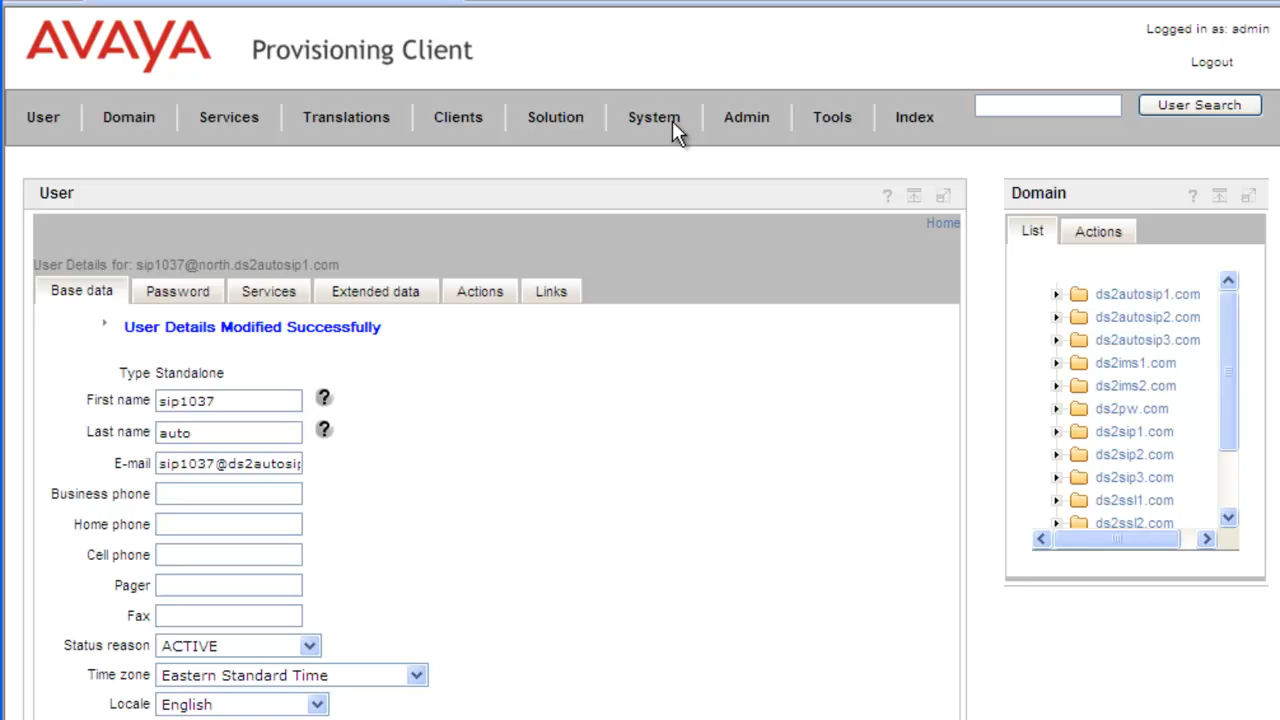 AVAYA Provisioning Client
Logged in as: admin
Logout
User Domain Services Translations Clients Solution System Admin Tools Index User Search
User ?
Home
User Details for: sip1037@north.ds2autosip1.com
Base data Password Services Extended data Actions Links
User Details Modified Successfully
Type Standalone
First name sip1037 ?
Last name auto ?
E-mail sip1037@ds2autosip
Business phone
Home phone
Cell phone
Pager
Fax
Status reason ACTIVE
Time zone Eastern Standard Time
Locale English
Domain ?
List Actions
ds2autosip1.com
ds2autosip2.com
ds2autosip3.com
ds2ims1.com
ds2ims2.com
ds2pw.com
ds2sip1.com
ds2sip2.com
ds2sip3.com
ds2ssl1.com
ds2ssl2.com